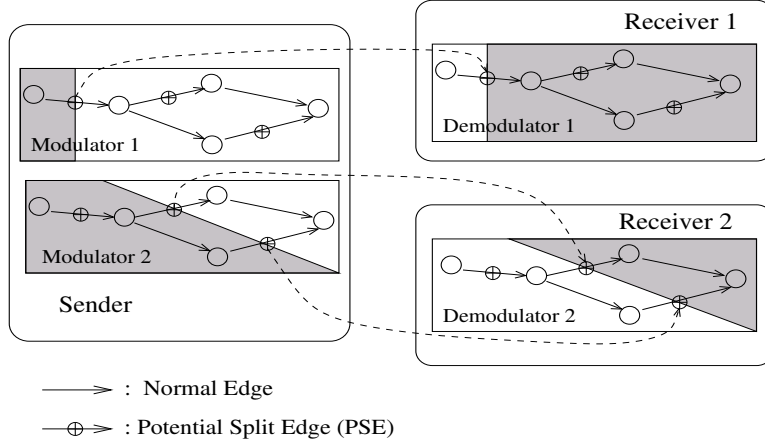 Receiver 1
Modulator 1
Demodulator 1
Modulator 2
Sender
Receiver 2
Demodulator 2
: Normal Edge
: Potential Split Edge (PSE)